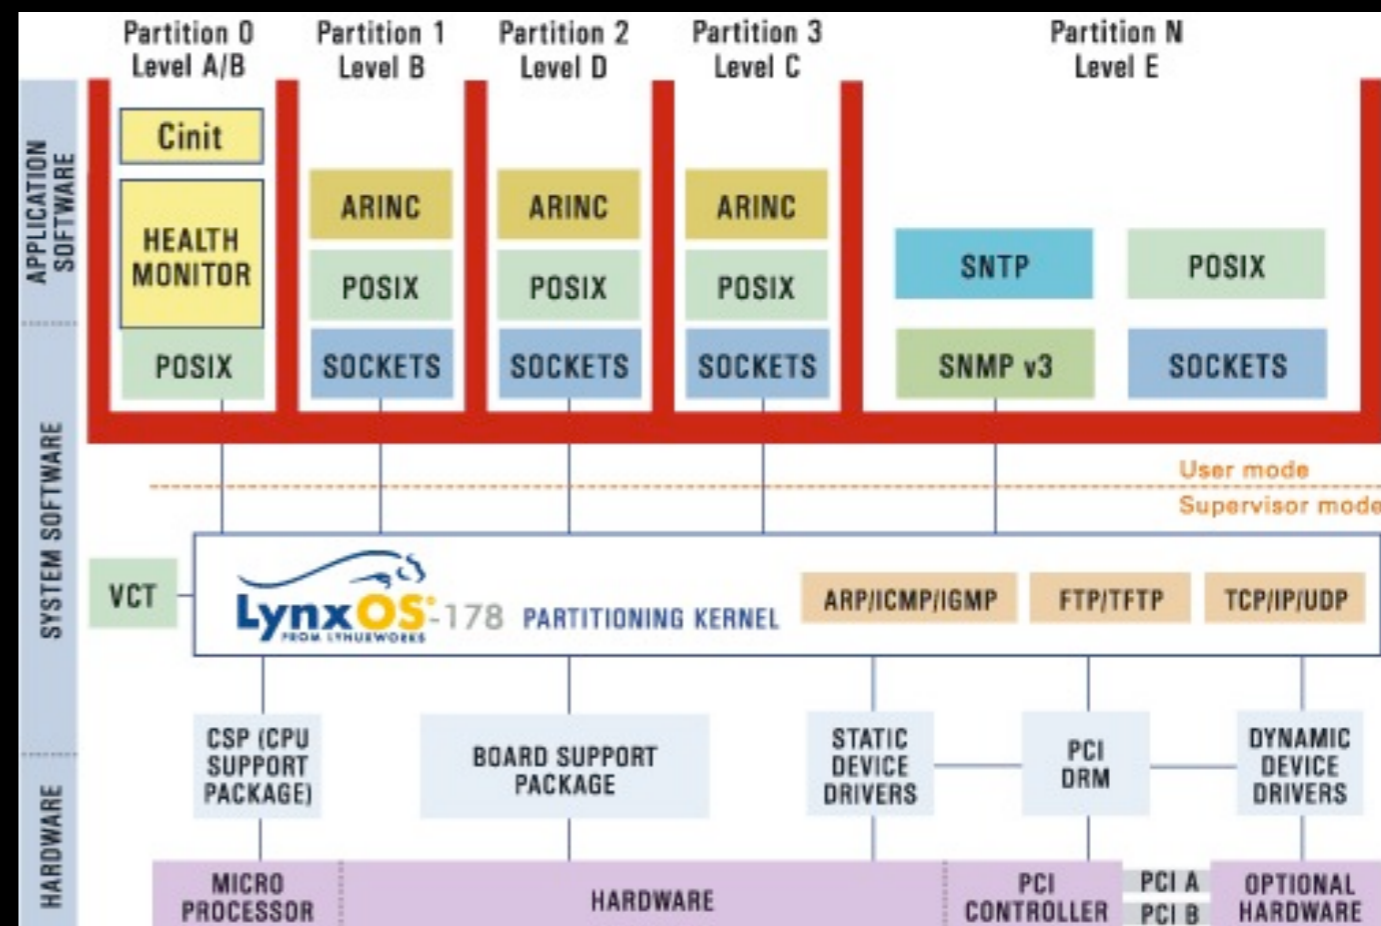 Partition 0
Level A/B
Partition 1
Level B
Partition 2
Level D
Partition 3
Level C
Partition N
Level E
APPLICATION
SOFTWARE
Cinit
HEALTH
MONITOR
POSIX
ARINC
POSIX
SOCKETS
ARINC
POSIX
SOCKETS
ARINC
POSIX
SOCKETS
SNTP
POSIX
SNMP v3
SOCKETS
User mode
Supervisor mode
SYSTEM SOFTWARE
VCT
LynxOS®-178 PARTITIONING KERNEL
FROM LYNUXWORKS
ARP/ICMP/IGMP
FTP/TFTP
TCP/IP/UDP
CSP (CPU
SUPPORT
PACKAGE)
BOARD SUPPORT
PACKAGE
STATIC
DEVICE
DRIVERS
PCI
DRM
DYNAMIC
DEVICE
DRIVERS
HARDWARE
MICRO
PROCESSOR
HARDWARE
PCI
CONTROLLER
PCI A
PCI B
OPTIONAL
HARDWARE